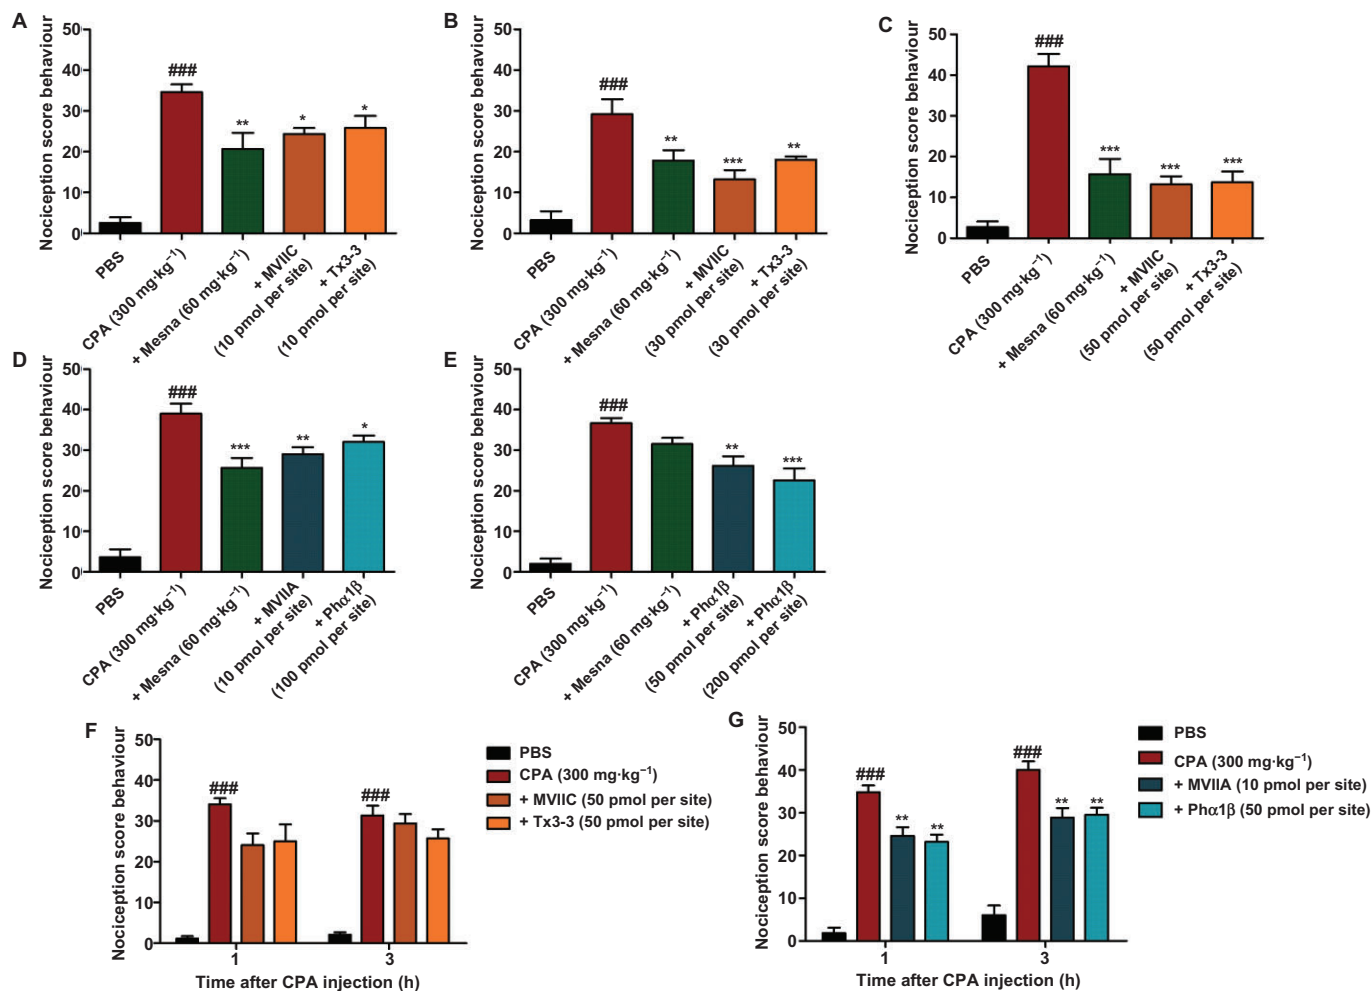 A
Nociception score behaviour
50
40
30
20
10
0
###
**
*
*
PBS
CPA (300 mg·kg⁻¹)
+ Mesna (60 mg·kg⁻¹)
+ MVIIC
(10 pmol per site)
+ Tx3-3
(10 pmol per site)
B
Nociception score behaviour
50
40
30
20
10
0
###
**
***
**
PBS
CPA (300 mg·kg⁻¹)
+ Mesna (60 mg·kg⁻¹)
+ MVIIC
(30 pmol per site)
+ Tx3-3
(30 pmol per site)
C
Nociception score behaviour
50
40
30
20
10
0
###
***
***
***
PBS
CPA (300 mg·kg⁻¹)
+ Mesna (60 mg·kg⁻¹)
+ MVIIC
(50 pmol per site)
+ Tx3-3
(50 pmol per site)
D
Nociception score behaviour
50
40
30
20
10
0
###
***
**
*
PBS
CPA (300 mg·kg⁻¹)
+ Mesna (60 mg·kg⁻¹)
+ MVIIA
(10 pmol per site)
+ Phα1β
(100 pmol per site)
E
Nociception score behaviour
50
40
30
20
10
0
###
**
***
PBS
CPA (300 mg·kg⁻¹)
+ Mesna (60 mg·kg⁻¹)
+ Phα1β
(50 pmol per site)
+ Phα1β
(200 pmol per site)
F
Nociception score behaviour
50
40
30
20
10
0
###
###
1
3
Time after CPA injection (h)
PBS
CPA (300 mg·kg⁻¹)
+ MVIIC (50 pmol per site)
+ Tx3-3 (50 pmol per site)
G
Nociception score behaviour
50
40
30
20
10
0
###
**
**
###
**
**
1
3
Time after CPA injection (h)
PBS
CPA (300 mg·kg⁻¹)
+ MVIIA (10 pmol per site)
+ Phα1β (50 pmol per site)